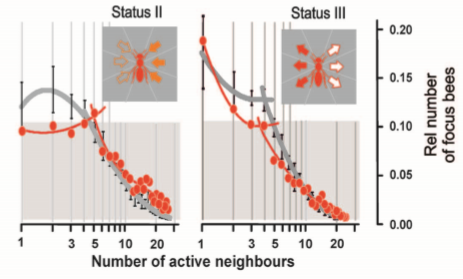 Status II
Status III
0.20
0.15
0.10
0.05
0.00
Rel number
of focus bees
1 3 5 10 20
1 3 5 10 20
Number of active neighbours